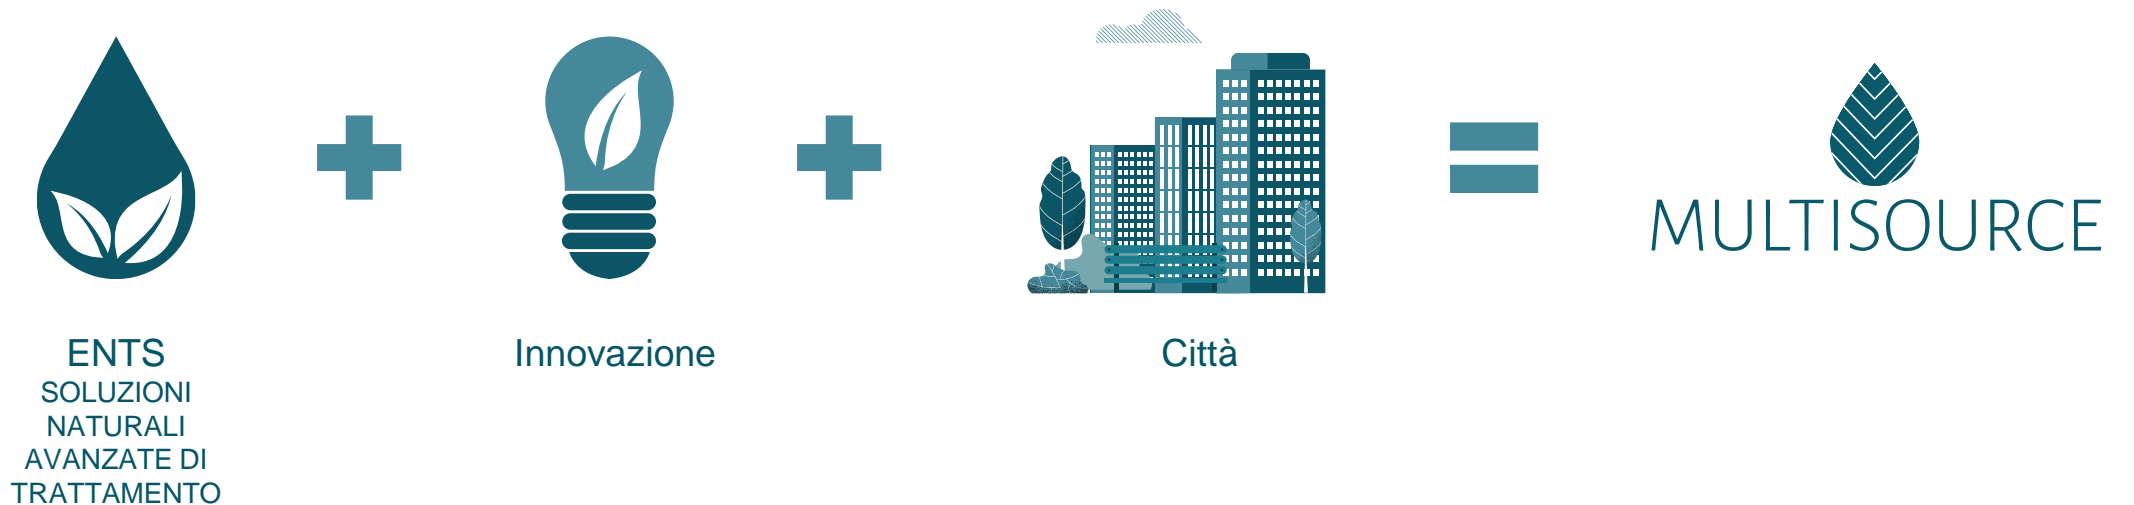 MULTISOURCE
ENTS
SOLUZIONI
NATURALI
AVANZATE DI
TRATTAMENTO
Innovazione
Città